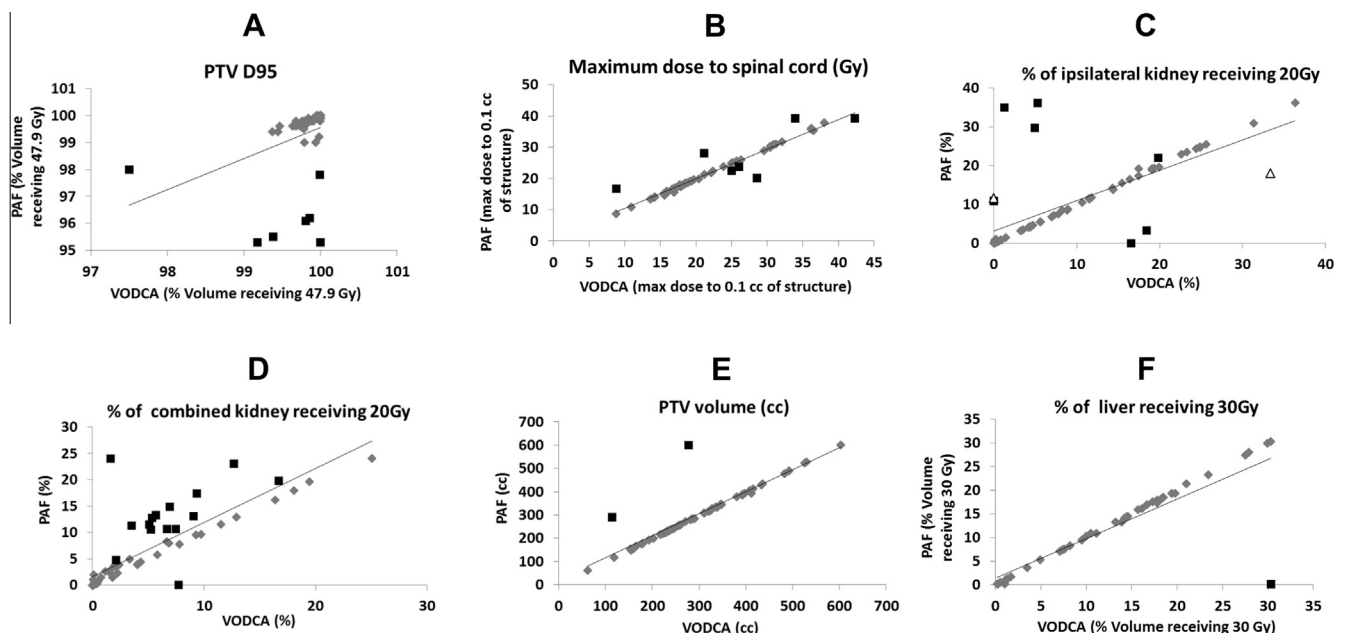 A
PTV D95
PAF (% Volume
receiving 47.9 Gy)
101
100
99
98
97
96
95
97 98 99 100 101
VODCA (% Volume receiving 47.9 Gy)
B
Maximum dose to spinal cord (Gy)
PAF (max dose to 0.1 cc
of structure)
50
40
30
20
10
0
0 5 10 15 20 25 30 35 40 45
VODCA (max dose to 0.1 cc of structure)
C
% of ipsilateral kidney receiving 20Gy
PAF (%)
40
30
20
10
0
0 10 20 30 40
VODCA (%)
D
% of combined kidney receiving 20Gy
PAF (%)
30
25
20
15
10
5
0
0 10 20 30
VODCA (%)
E
PTV volume (cc)
PAF (cc)
700
600
500
400
300
200
100
0
0 100 200 300 400 500 600 700
VODCA (cc)
F
% of liver receiving 30Gy
PAF (% Volume
receiving 30 Gy)
35
30
25
20
15
10
5
0
0 5 10 15 20 25 30 35
VODCA (% Volume receiving 30 Gy)